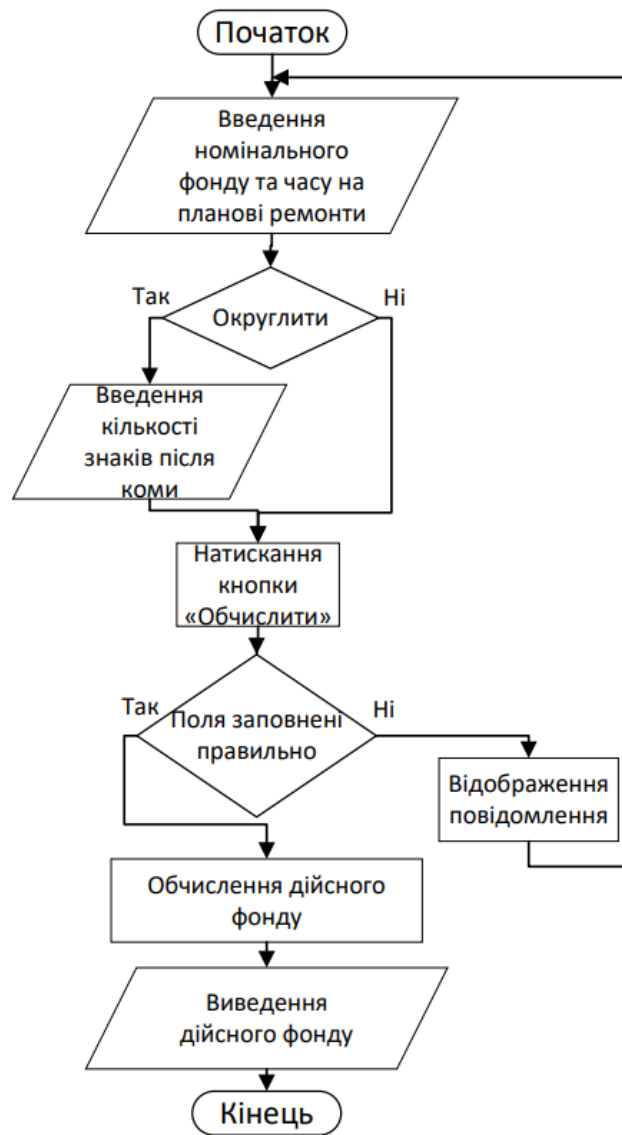 Початок
Введення
номінального
фонду та часу на
планові ремонти
Так
Ні
Округлити
Введення
кількості
знаків після
коми
Натискання
кнопки
«Обчислити»
Так
Ні
Поля заповнені
правильно
Відображення
повідомлення
Обчислення дійсного
фонду
Виведення
дійсного фонду
Кінець